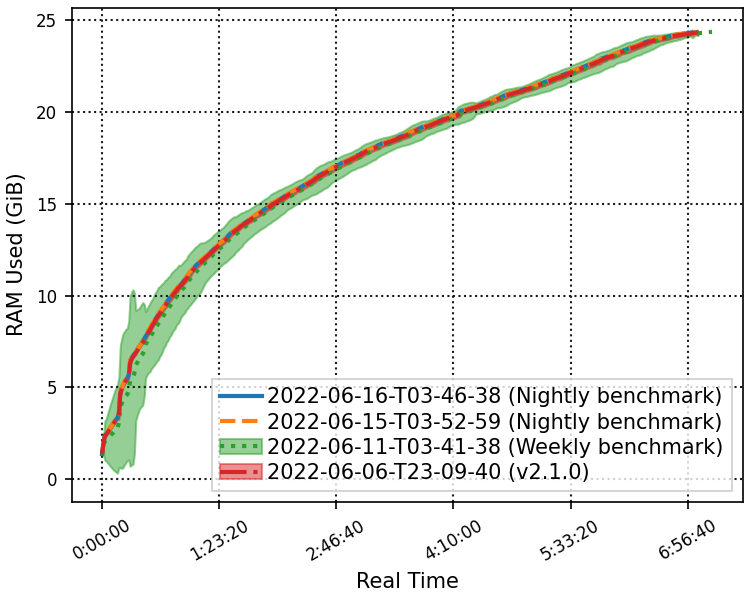 25
20
15
10
5
0
RAM Used (GiB)
2022-06-16-T03-46-38 (Nightly benchmark)
2022-06-15-T03-52-59 (Nightly benchmark)
2022-06-11-T03-41-38 (Weekly benchmark)
2022-06-06-T23-09-40 (v2.1.0)
0:00:00
1:23:20
2:46:40
4:10:00
5:33:20
6:56:40
Real Time